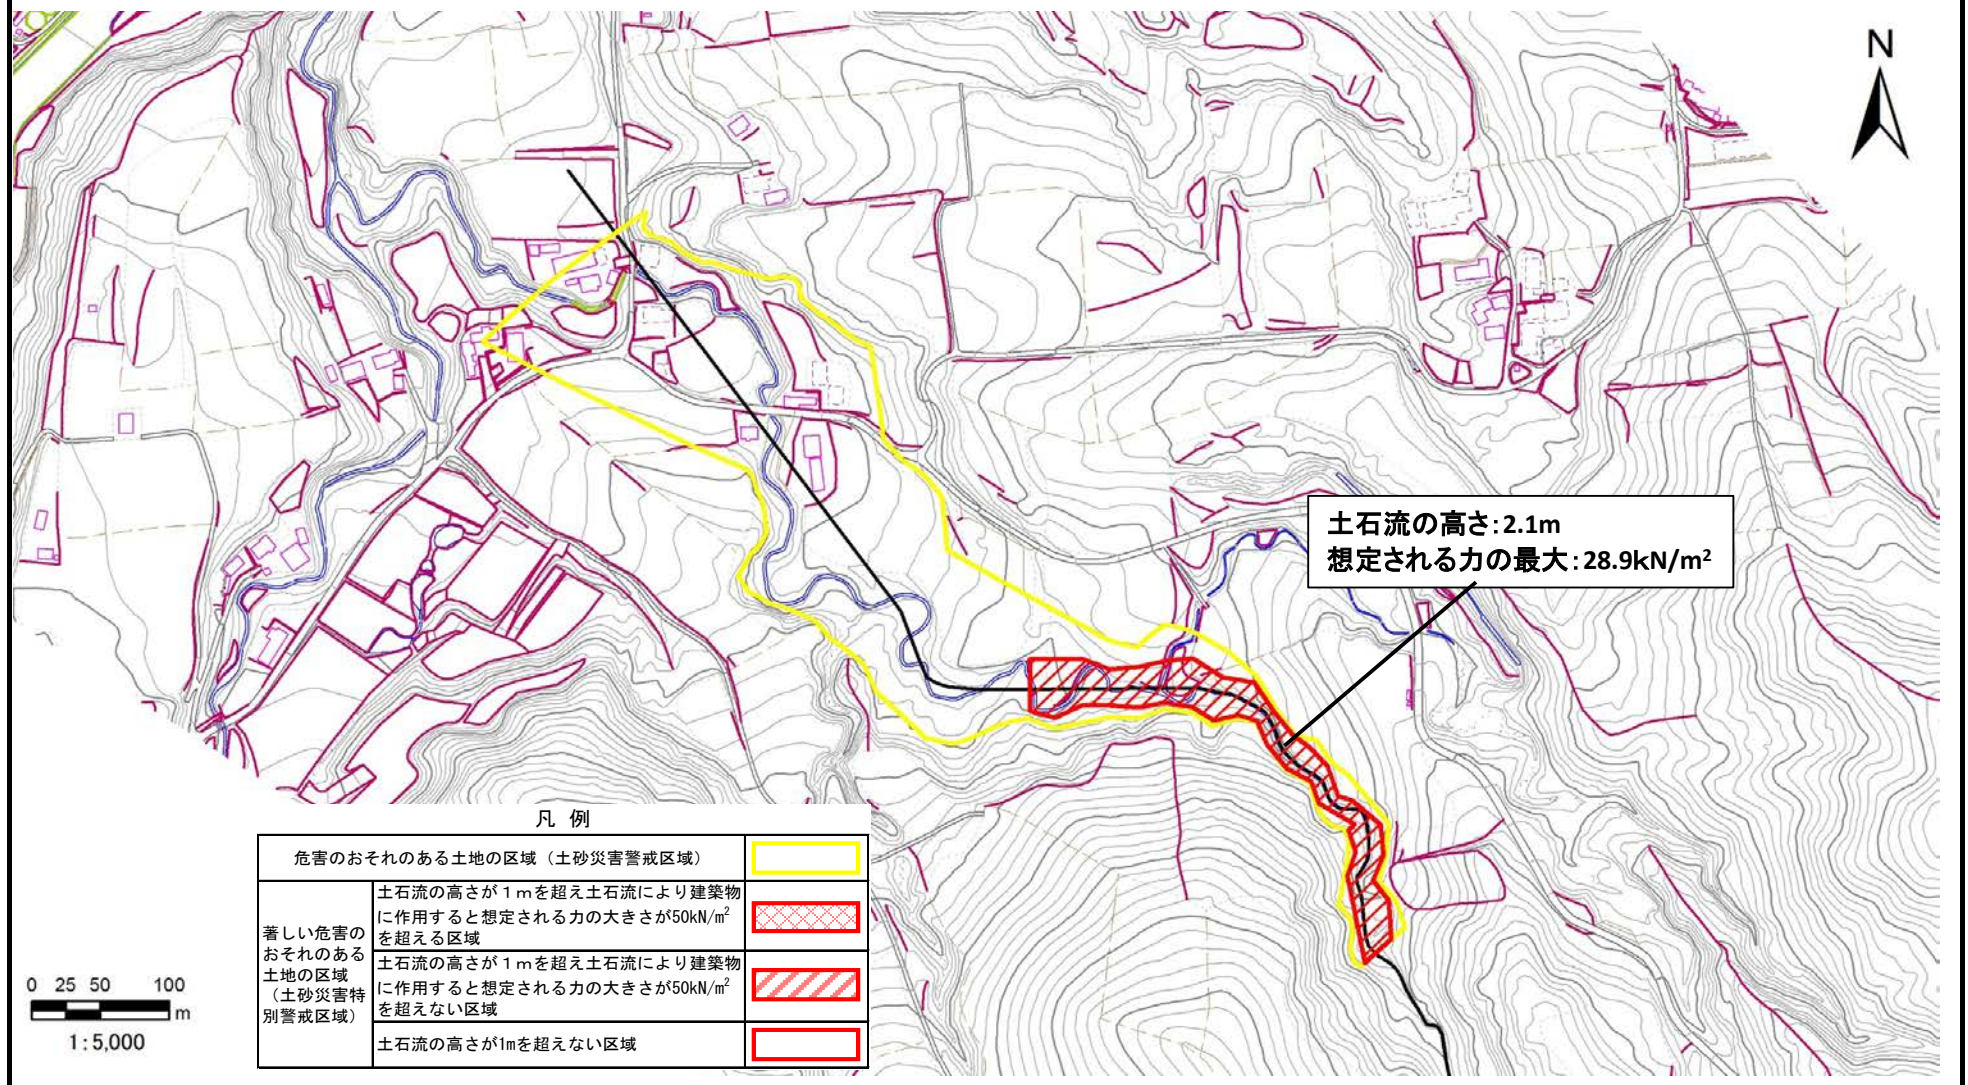 N
土石流の高さ:2.1m
想定される力の最大:28.9kN/m²
凡 例
危害のおそれのある土地の区域（土砂災害警戒区域）
著しい危害の
おそれのある
土地の区域
（土砂災害特
別警戒区域）
土石流の高さが１ｍを超え土石流により建築物
に作用すると想定される力の大きさが50kN/㎡
を超える区域
土石流の高さが１ｍを超え土石流により建築物
に作用すると想定される力の大きさが50kN/㎡
を超えない区域
土石流の高さが1mを超えない区域
0 25 50 100
m
1:5,000